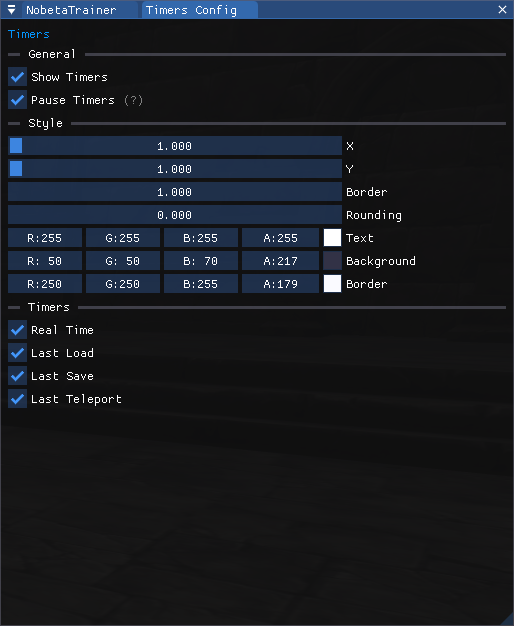 NobetaTrainer Timers Config
Timers
General
Show Timers
Pause Timers (?)
Style
1.000 X
1.000 Y
1.000 Border
0.000 Rounding
R:255 G:255 B:255 A:255 Text
R: 50 G: 50 B: 70 A:217 Background
R:250 G:250 B:255 A:179 Border
Timers
Real Time
Last Load
Last Save
Last Teleport